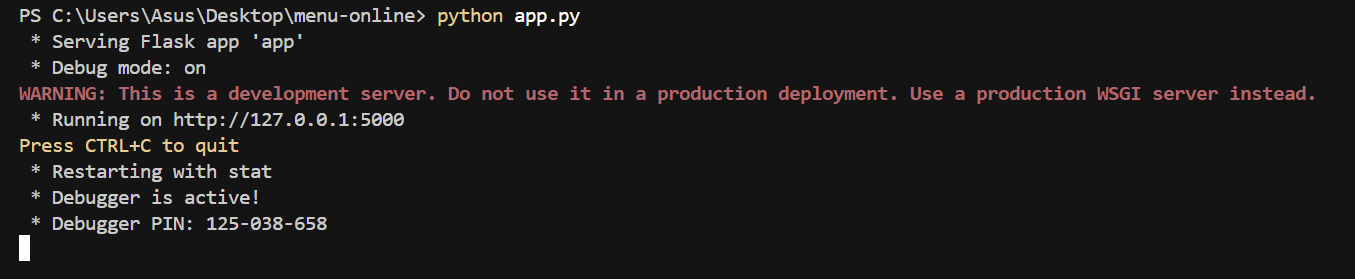 PS C:\Users\Asus\Desktop\menu-online> python app.py
 * Serving Flask app 'app'
 * Debug mode: on
WARNING: This is a development server. Do not use it in a production deployment. Use a production WSGI server instead.
 * Running on http://127.0.0.1:5000
Press CTRL+C to quit
 * Restarting with stat
 * Debugger is active!
 * Debugger PIN: 125-038-658